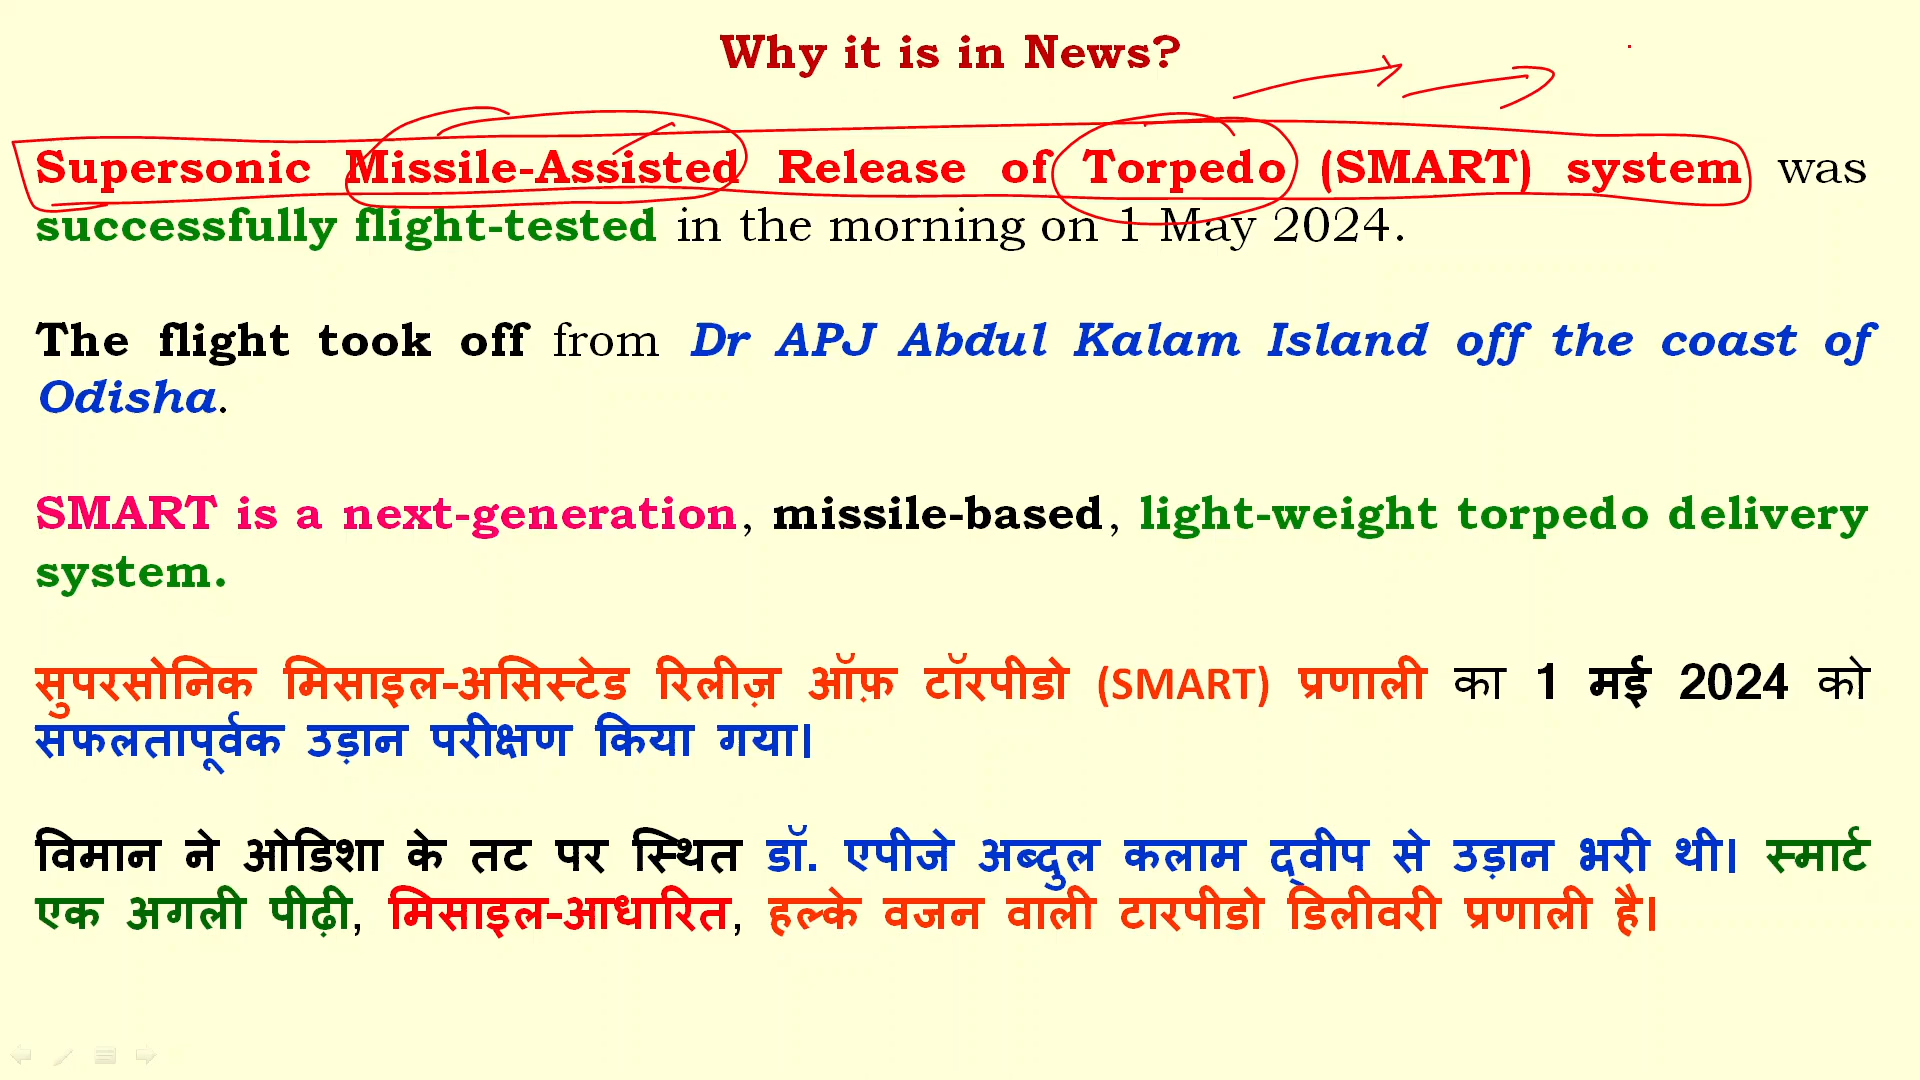 Why it is in News?
Supersonic Missile-Assisted Release of Torpedo (SMART) system was
successfully flight-tested in the morning on 1 May 2024.
The flight took off from Dr APJ Abdul Kalam Island off the coast of
Odisha.
SMART is a next-generation, missile-based, light-weight torpedo delivery
system.
सुपरसोनिक मिसाइल-असिस्टेड रिलीज़ ऑफ़ टॉरपीडो (SMART) प्रणाली का 1 मई 2024 को
सफलतापूर्वक उड़ान परीक्षण किया गया।
विमान ने ओडिशा के तट पर स्थित डॉ. एपीजे अब्दुल कलाम द्वीप से उड़ान भरी थी। स्मार्ट
एक अगली पीढ़ी, मिसाइल-आधारित, हल्के वजन वाली टारपीडो डिलीवरी प्रणाली है।